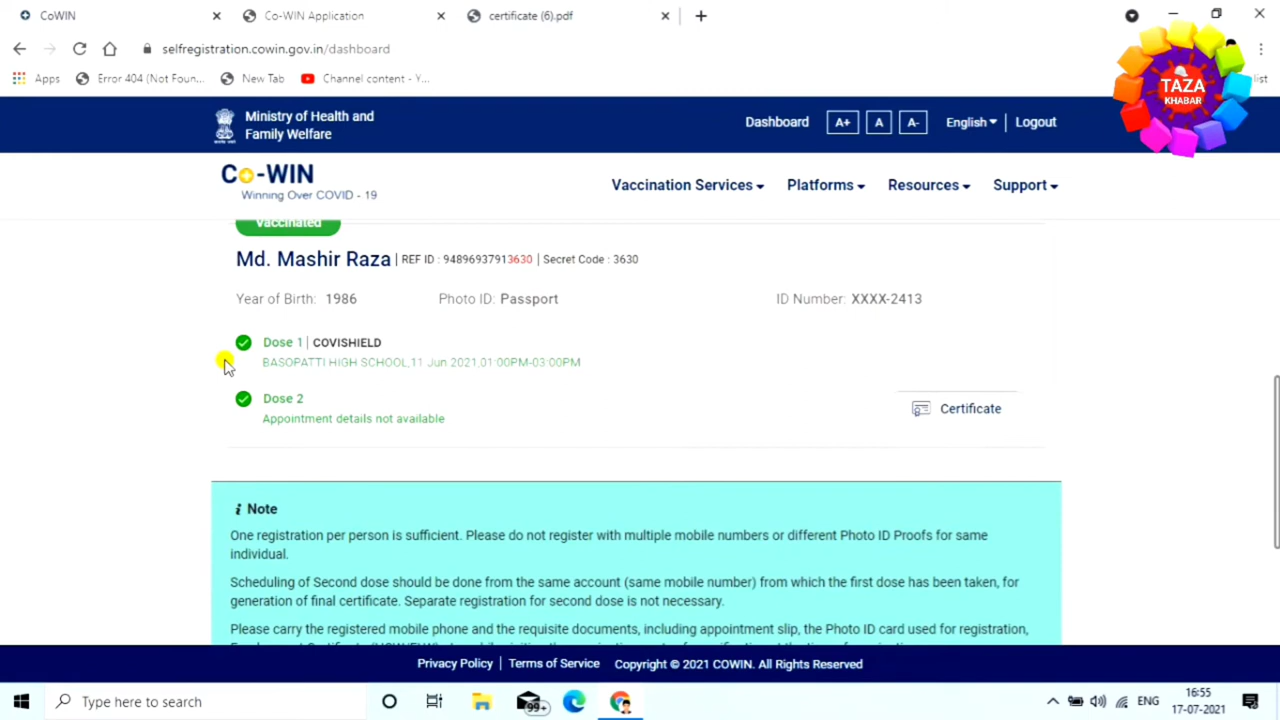 CoWIN
Co-WIN Application
certificate (6).pdf
selfregistration.cowin.gov.in/dashboard
Apps
Error 404 (Not Foun...
New Tab
Channel content - Y...
list
TAZA
KHABAR
Ministry of Health and
Family Welfare
Dashboard
A+
A
A-
English
Logout
Co-WIN
Winning Over COVID - 19
Vaccination Services
Platforms
Resources
Support
Vaccinated
Md. Mashir Raza | REF ID : 94896937913630 | Secret Code : 3630
Year of Birth: 1986
Photo ID: Passport
ID Number: XXXX-2413
Dose 1 | COVISHIELD
BASOPATTI HIGH SCHOOL,11 Jun 2021,01:00PM-03:00PM
Dose 2
Appointment details not available
Certificate
i Note
One registration per person is sufficient. Please do not register with multiple mobile numbers or different Photo ID Proofs for same
individual.
Scheduling of Second dose should be done from the same account (same mobile number) from which the first dose has been taken, for
generation of final certificate. Separate registration for second dose is not necessary.
Please carry the registered mobile phone and the requisite documents, including appointment slip, the Photo ID card used for registration,
Privacy Policy | Terms of Service
Copyright © 2021 COWIN. All Rights Reserved
Type here to search
99+
ENG
16:55
17-07-2021